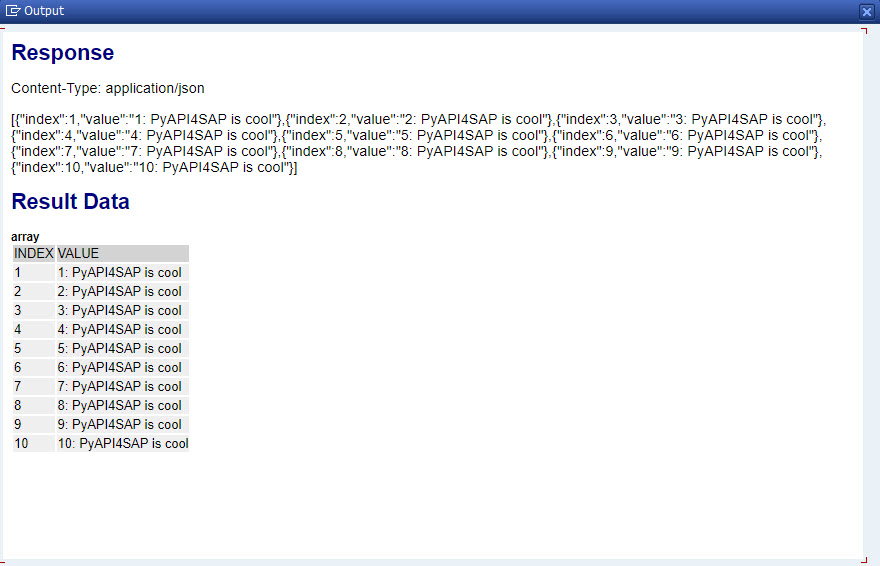 Output
Response
Content-Type: application/json
[{"index":1,"value":"1: PyAPI4SAP is cool"},{"index":2,"value":"2: PyAPI4SAP is cool"},{"index":3,"value":"3: PyAPI4SAP is cool"},
{"index":4,"value":"4: PyAPI4SAP is cool"},{"index":5,"value":"5: PyAPI4SAP is cool"},{"index":6,"value":"6: PyAPI4SAP is cool"},
{"index":7,"value":"7: PyAPI4SAP is cool"},{"index":8,"value":"8: PyAPI4SAP is cool"},{"index":9,"value":"9: PyAPI4SAP is cool"},
{"index":10,"value":"10: PyAPI4SAP is cool"}]
Result Data
array
INDEX VALUE
1 1: PyAPI4SAP is cool
2 2: PyAPI4SAP is cool
3 3: PyAPI4SAP is cool
4 4: PyAPI4SAP is cool
5 5: PyAPI4SAP is cool
6 6: PyAPI4SAP is cool
7 7: PyAPI4SAP is cool
8 8: PyAPI4SAP is cool
9 9: PyAPI4SAP is cool
10 10: PyAPI4SAP is cool